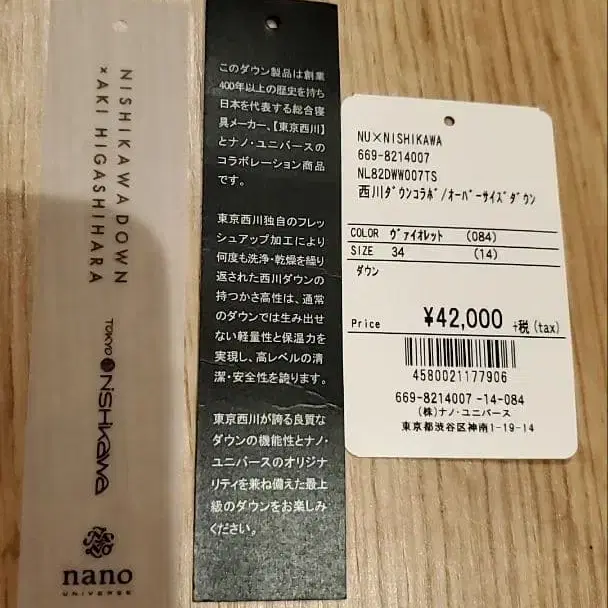 NISHIKAWA DOWN
× AKI HIGASHIHARA
TOKYO NISHIKAWA
nano
UNIVERSE
このダウン製品は創業
400年以上の歴史を持ち
日本を代表する総合寝
具メーカー、【東京西川】
とナノ・ユニバースの
コラボレーション商品
です。
東京西川独自のフレッ
シュアップ加工により
何度も洗浄・乾燥を繰り
返された西川ダウンの
持つかさ高性は、通常
のダウンでは生み出せ
ない軽量性と保温力を
実現し、高レベルの清
潔・安全性を誇ります。
東京西川が誇る良質な
ダウンの機能性とナノ・
ユニバースのオリジナ
リティを兼ね備えた最上
級のダウンをお楽しみ
ください。
NU×NISHIKAWA
669-8214007
NL82DWW007TS
西川ダウンコラボ/オーバーサイズダウン
COLOR ヴァイオレット (084)
SIZE 34 (14)
ダウン
Price ¥42,000 +税(tax)
4580021177906
669-8214007 -14-084
(株)ナノ・ユニバース
東京都渋谷区神南1-19-14